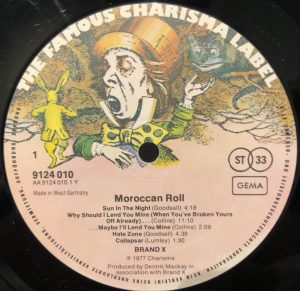 THE FAMOUS CHARISMA LABEL
1
9124 010
AA 9124 010.1 Y
Made in West Germany
ST 33
GEMA
Moroccan Roll
Sun In The Night (Goodsall) 4:18
Why Should I Lend You Mine (When You've Broken Yours
Off Already) ... (Collins) 11:10
... Maybe I'll Lend You Mine (Collins) 2:09
Hate Zone (Goodsall) 4:39
Collapsar (Lumley) 1:30
BRAND X
℗ 1977 Charisma
Produced by Dennis Mackay in
association with Brand X